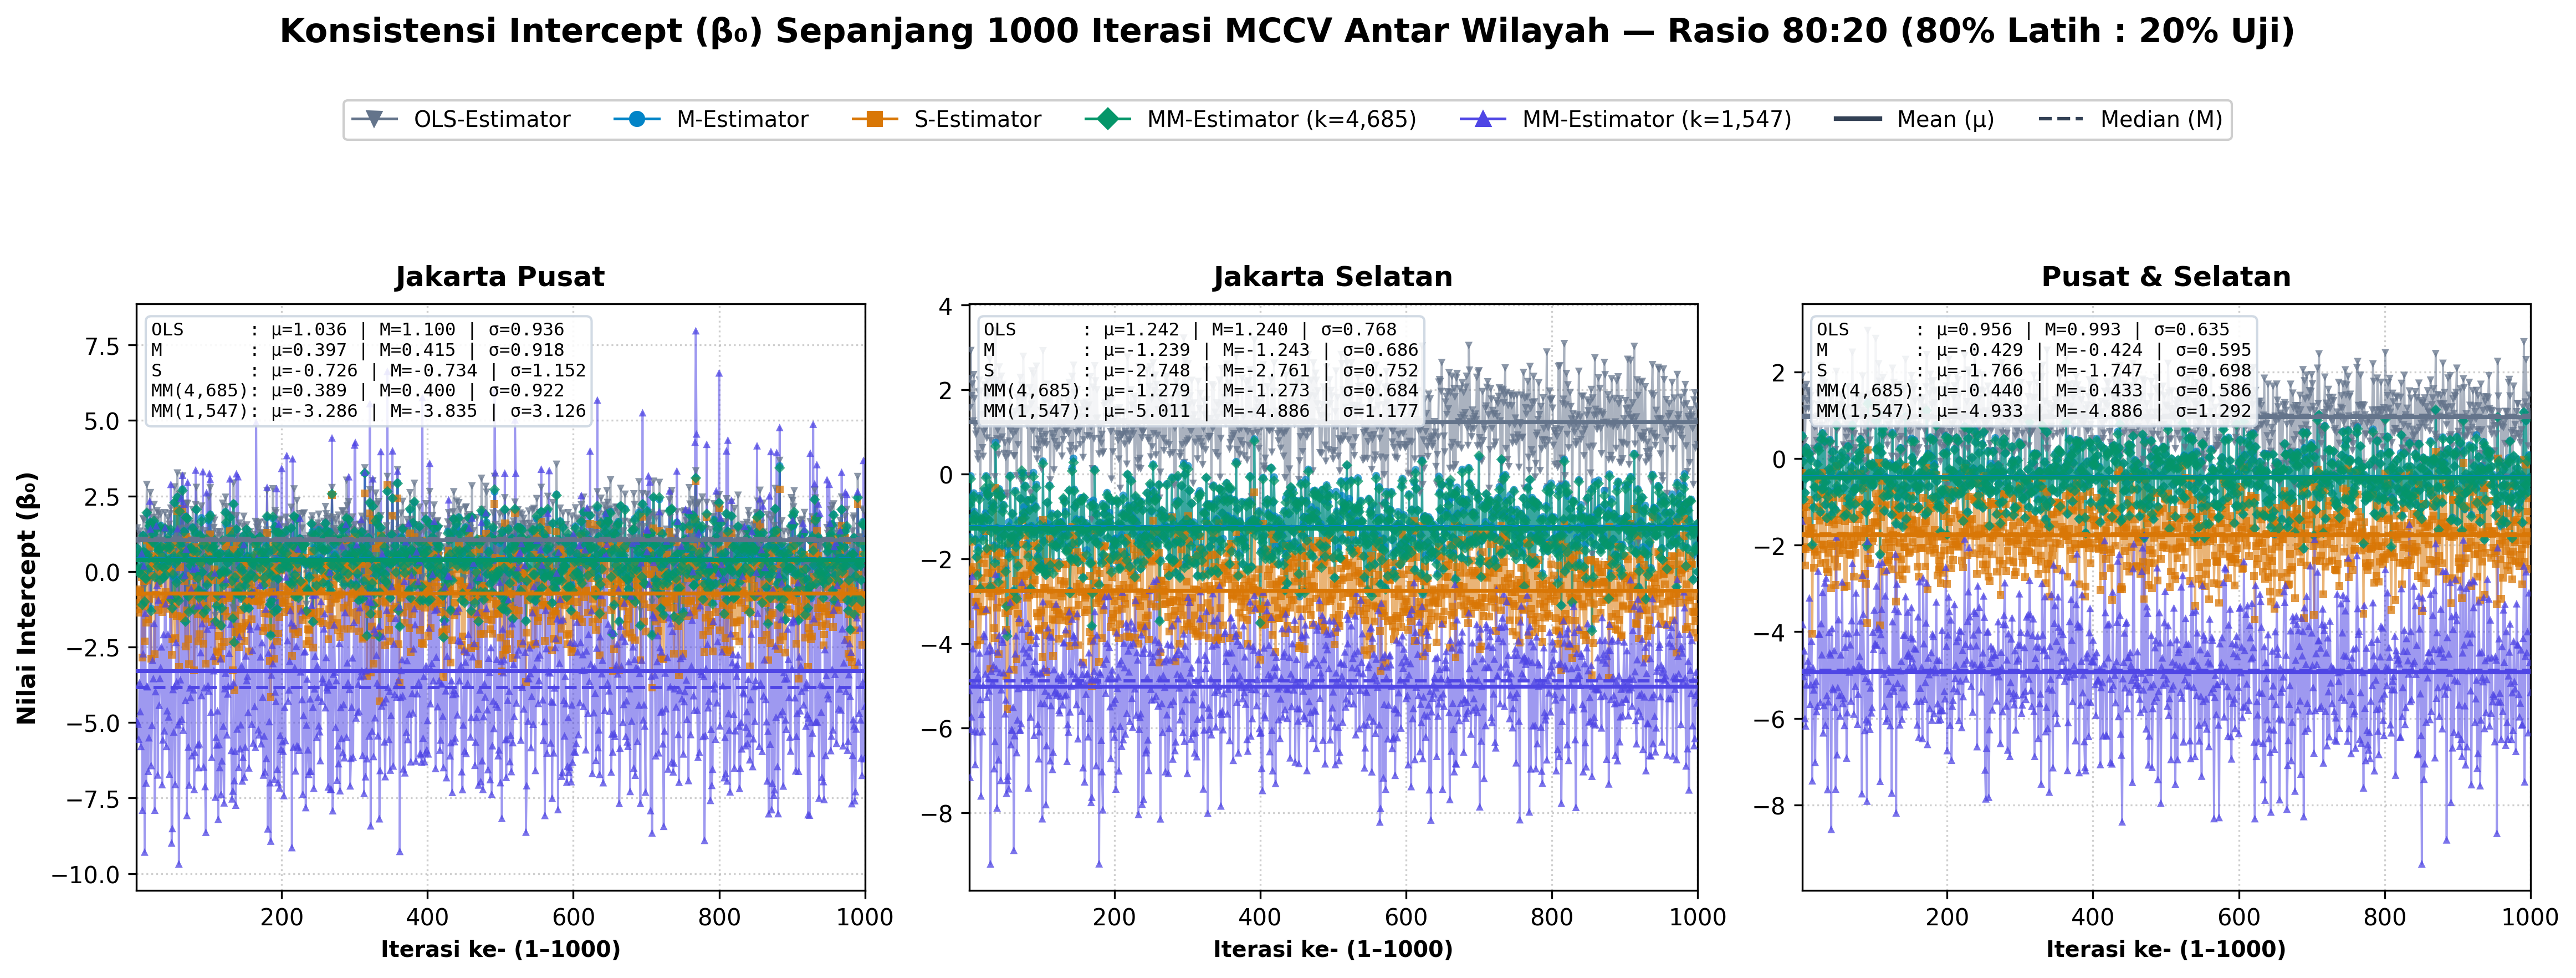 Konsistensi Intercept (β₀) Sepanjang 1000 Iterasi MCCV Antar Wilayah — Rasio 80:20 (80% Latih : 20% Uji)
OLS-Estimator M-Estimator S-Estimator MM-Estimator (k=4,685) MM-Estimator (k=1,547) Mean (μ) Median (M)
Jakarta Pusat
OLS : μ=1.036 | M=1.100 | σ=0.936
M : μ=0.397 | M=0.415 | σ=0.918
S : μ=-0.726 | M=-0.734 | σ=1.152
MM(4,685): μ=0.389 | M=0.400 | σ=0.922
MM(1,547): μ=-3.286 | M=-3.835 | σ=3.126
7.5
5.0
2.5
0.0
−2.5
−5.0
−7.5
−10.0
Nilai Intercept (β₀)
200 400 600 800 1000
Iterasi ke- (1–1000)
Jakarta Selatan
OLS : μ=1.242 | M=1.240 | σ=0.768
M : μ=-1.239 | M=-1.243 | σ=0.686
S : μ=-2.748 | M=-2.761 | σ=0.752
MM(4,685): μ=-1.279 | M=-1.273 | σ=0.684
MM(1,547): μ=-5.011 | M=-4.886 | σ=1.177
4
2
0
−2
−4
−6
−8
200 400 600 800 1000
Iterasi ke- (1–1000)
Pusat & Selatan
OLS : μ=0.956 | M=0.993 | σ=0.635
M : μ=-0.429 | M=-0.424 | σ=0.595
S : μ=-1.766 | M=-1.747 | σ=0.698
MM(4,685): μ=-0.440 | M=-0.433 | σ=0.586
MM(1,547): μ=-4.933 | M=-4.886 | σ=1.292
2
0
−2
−4
−6
−8
200 400 600 800 1000
Iterasi ke- (1–1000)